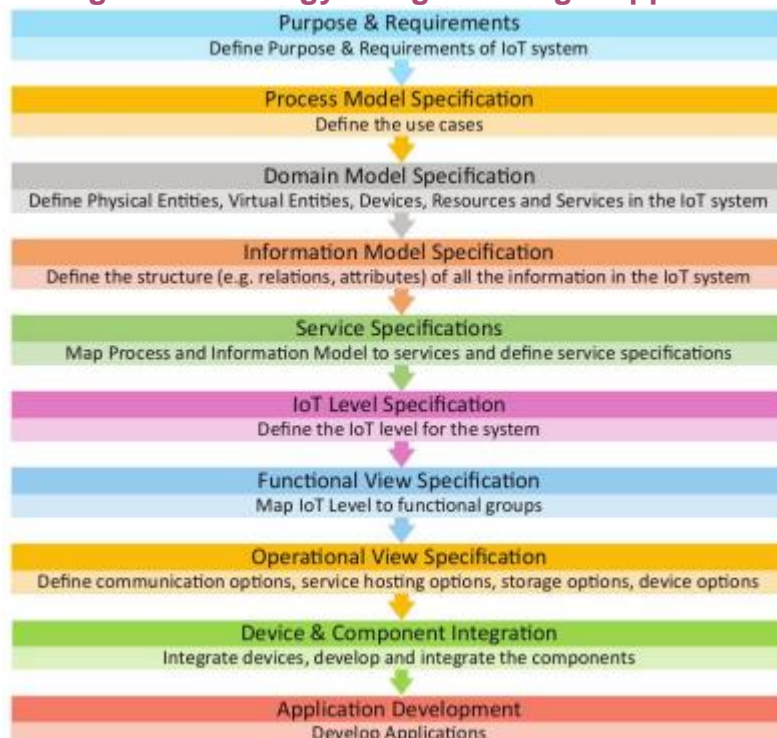 Purpose & Requirements
Define Purpose & Requirements of IoT system
Process Model Specification
Define the use cases
Domain Model Specification
Define Physical Entities, Virtual Entities, Devices, Resources and Services in the IoT system
Information Model Specification
Define the structure (e.g. relations, attributes) of all the information in the IoT system
Service Specifications
Map Process and Information Model to services and define service specifications
IoT Level Specification
Define the IoT level for the system
Functional View Specification
Map IoT Level to functional groups
Operational View Specification
Define communication options, service hosting options, storage options, device options
Device & Component Integration
Integrate devices, develop and integrate the components
Application Development
Develop Applications